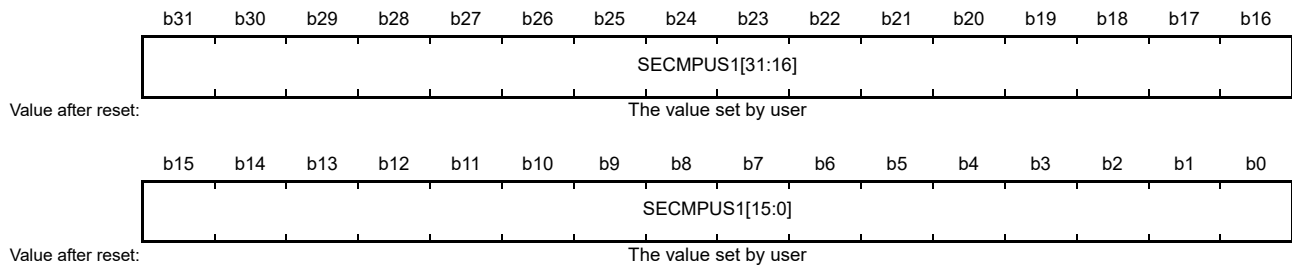 b31 b30 b29 b28 b27 b26 b25 b24 b23 b22 b21 b20 b19 b18 b17 b16
SECMPUS1[31:16]
Value after reset: The value set by user
b15 b14 b13 b12 b11 b10 b9 b8 b7 b6 b5 b4 b3 b2 b1 b0
SECMPUS1[15:0]
Value after reset: The value set by user